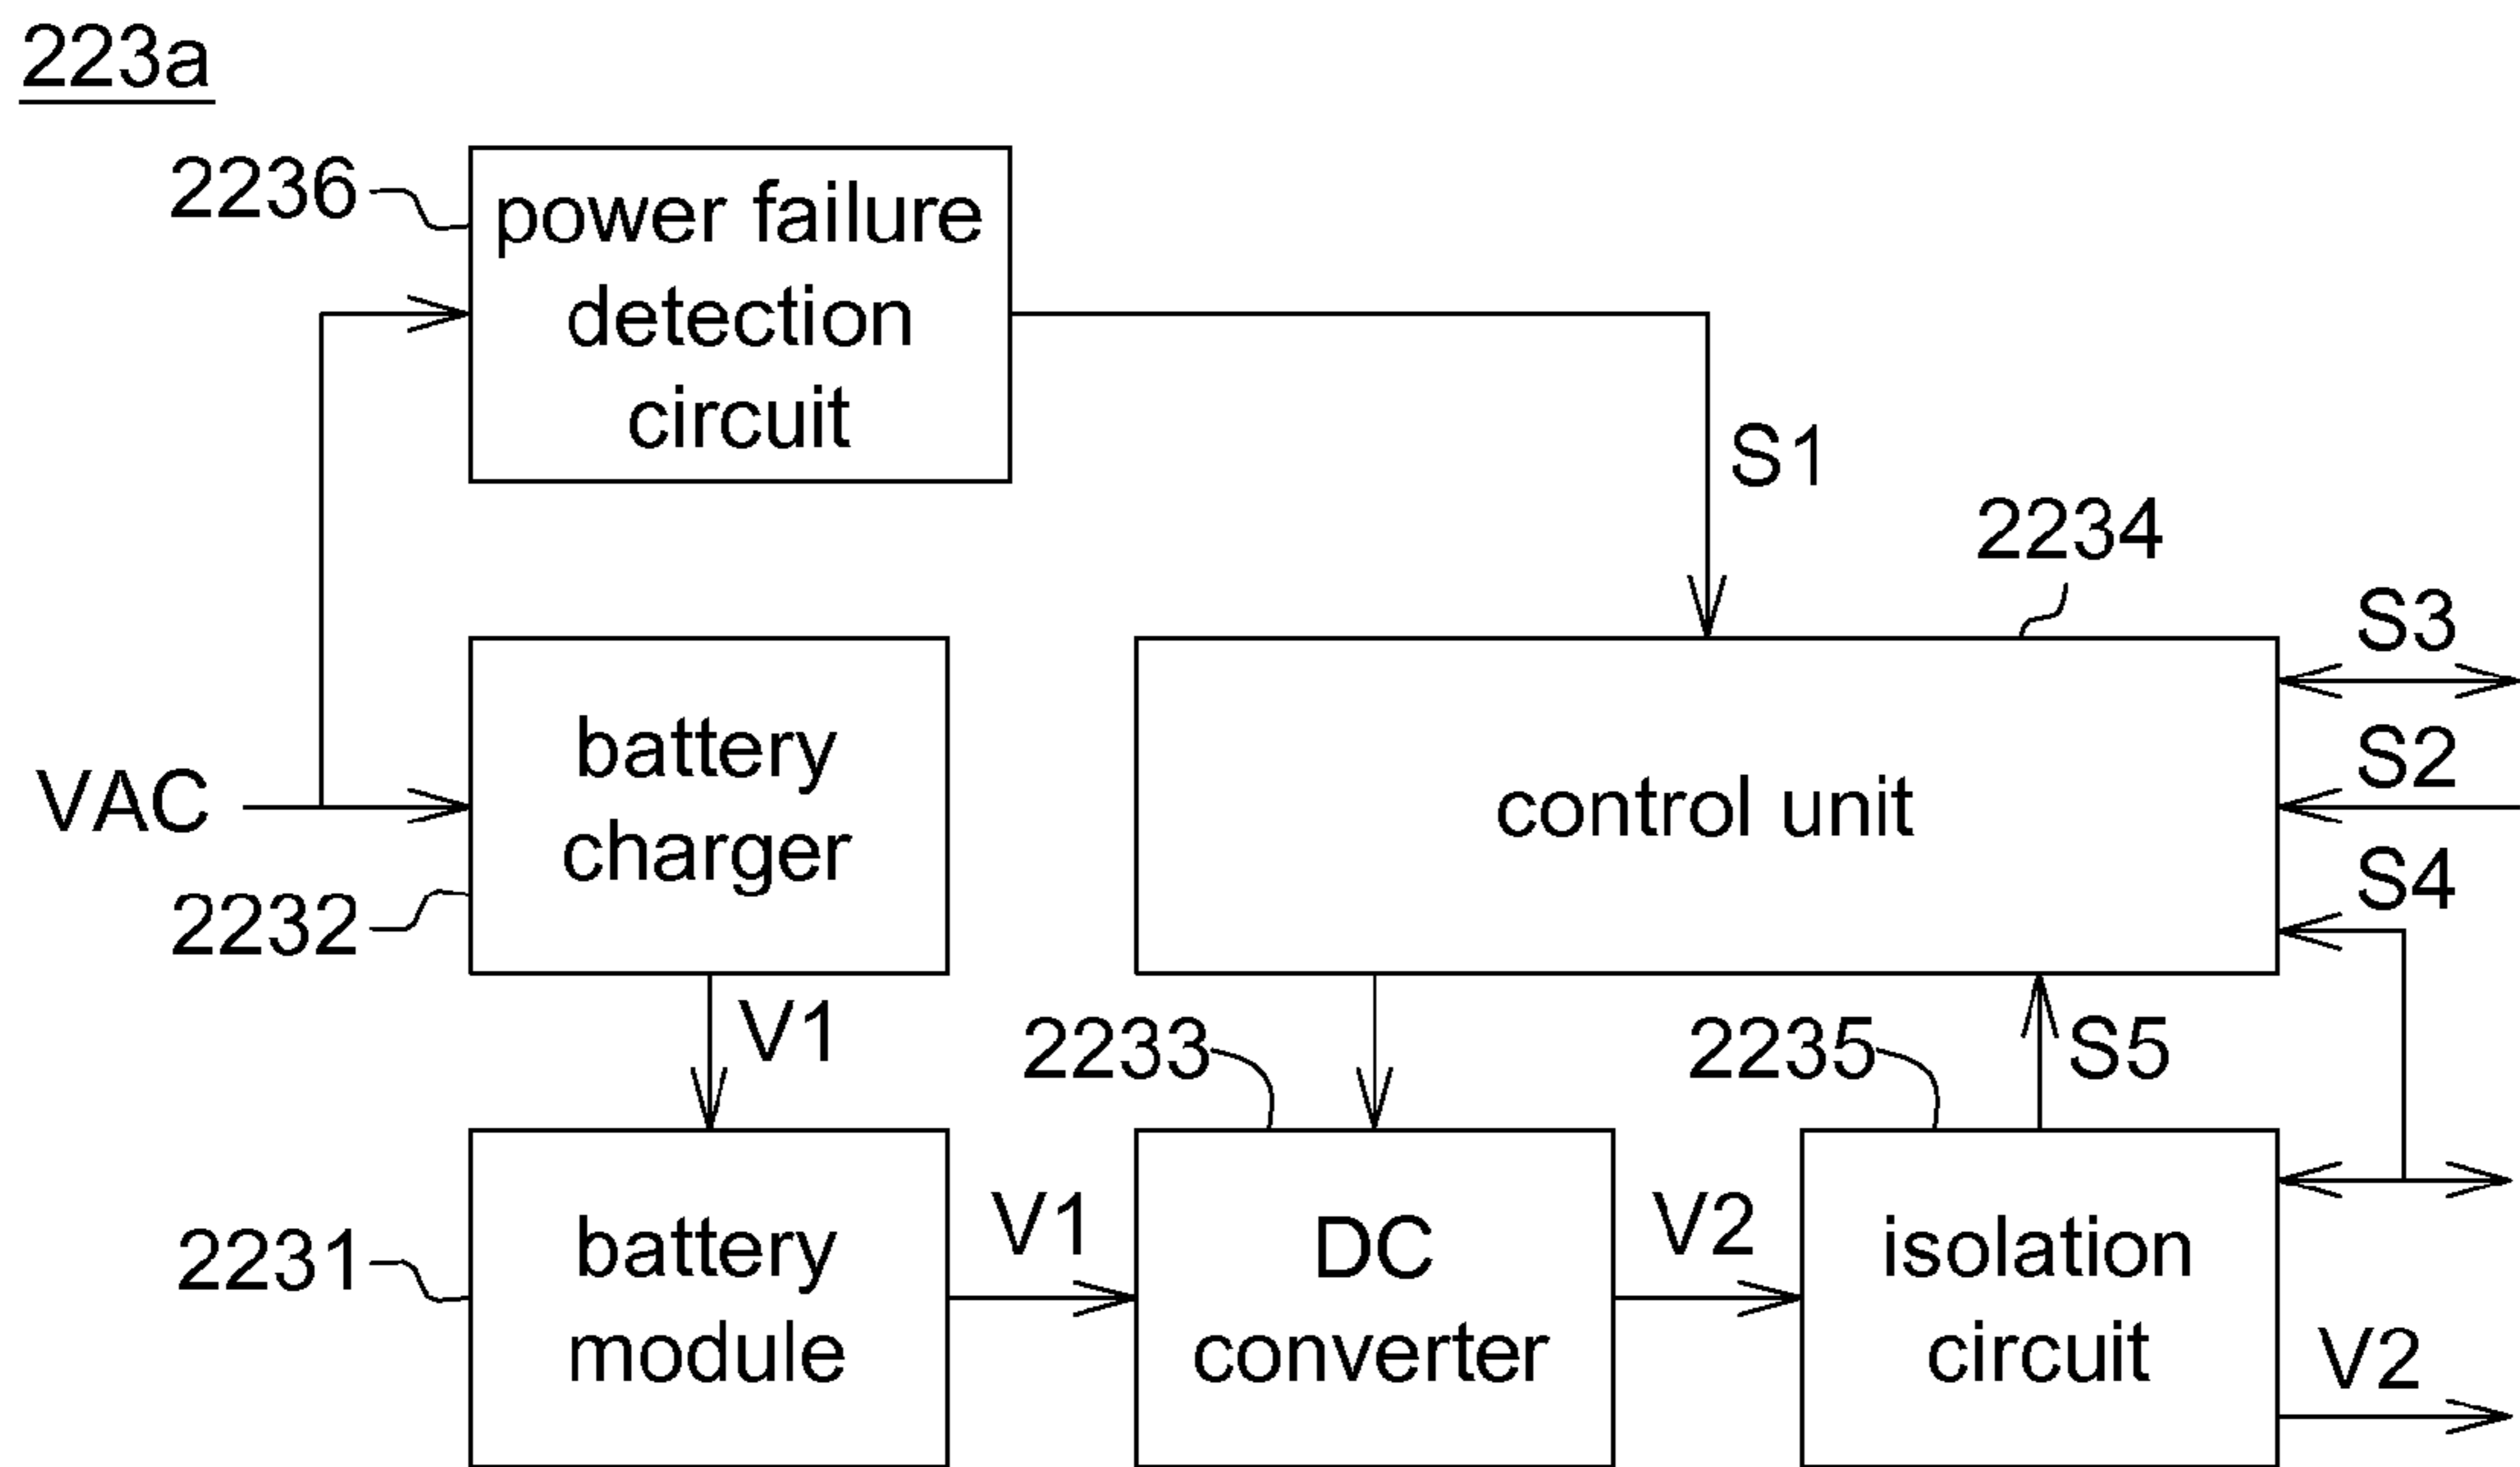 223a
2236
power failure
detection
circuit
S1
2234
S3
battery
charger
VAC
2232
control unit
S2
S4
V1
2233
2235
S5
2231
battery
module
V1
DC
converter
V2
isolation
circuit
V2